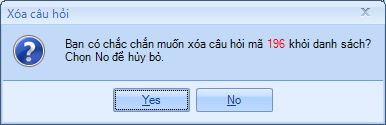 Xóa câu hỏi
Bạn có chắc chắn muốn xóa câu hỏi mã 196 khỏi danh sách?
Chọn No để hủy bỏ.
Yes
No